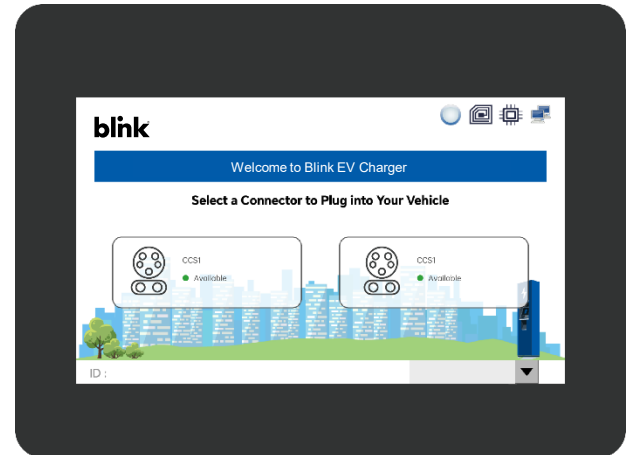 blink
Welcome to Blink EV Charger
Select a Connector to Plug into Your Vehicle
CCS1
Available
CCS1
Available
ID :